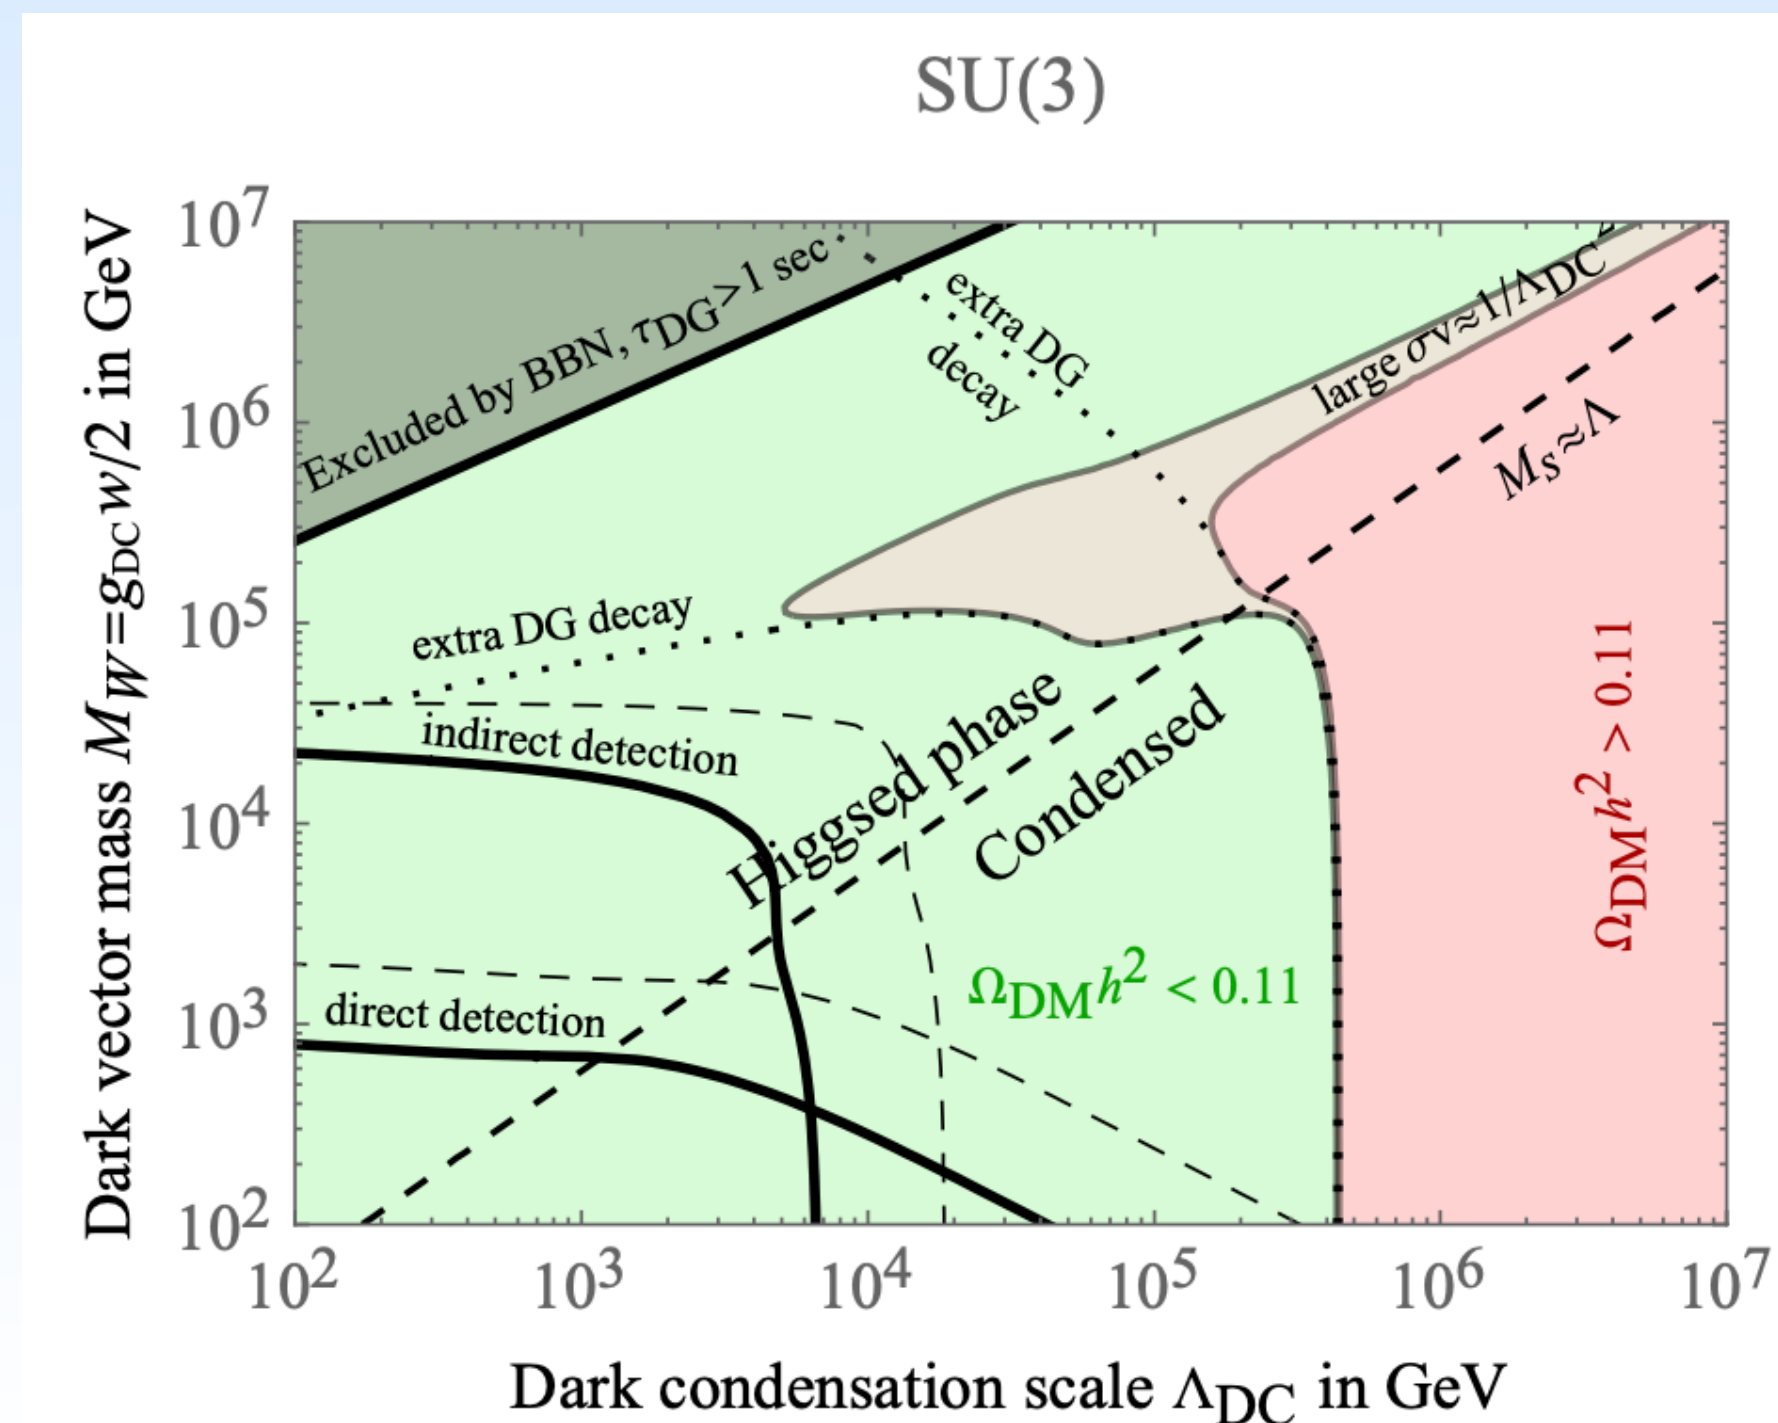 SU(3)
Dark vector mass M_W=g_DC w/2 in GeV
10^7
10^6
10^5
10^4
10^3
10^2
Excluded by BBN, τ_DG>1 sec
extra DG
decay
large σv≈1/Λ_DC^2
M_S≈Λ
extra DG decay
indirect detection
Higgsed phase
Condensed
direct detection
Ω_DM h^2 < 0.11
Ω_DM h^2 > 0.11
10^2 10^3 10^4 10^5 10^6 10^7
Dark condensation scale Λ_DC in GeV